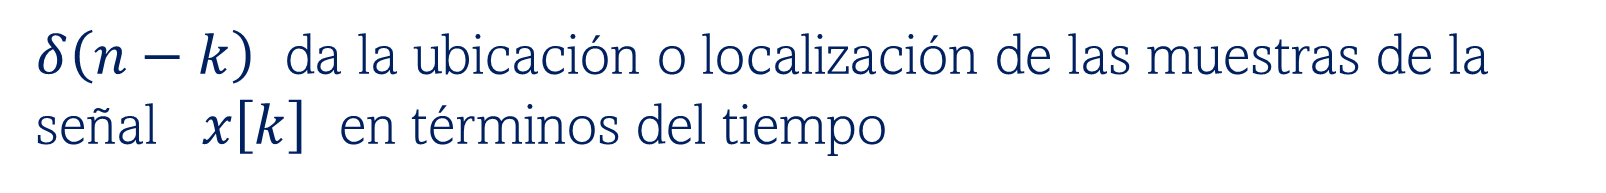 δ(n − k) da la ubicación o localización de las muestras de la
señal x[k] en términos del tiempo